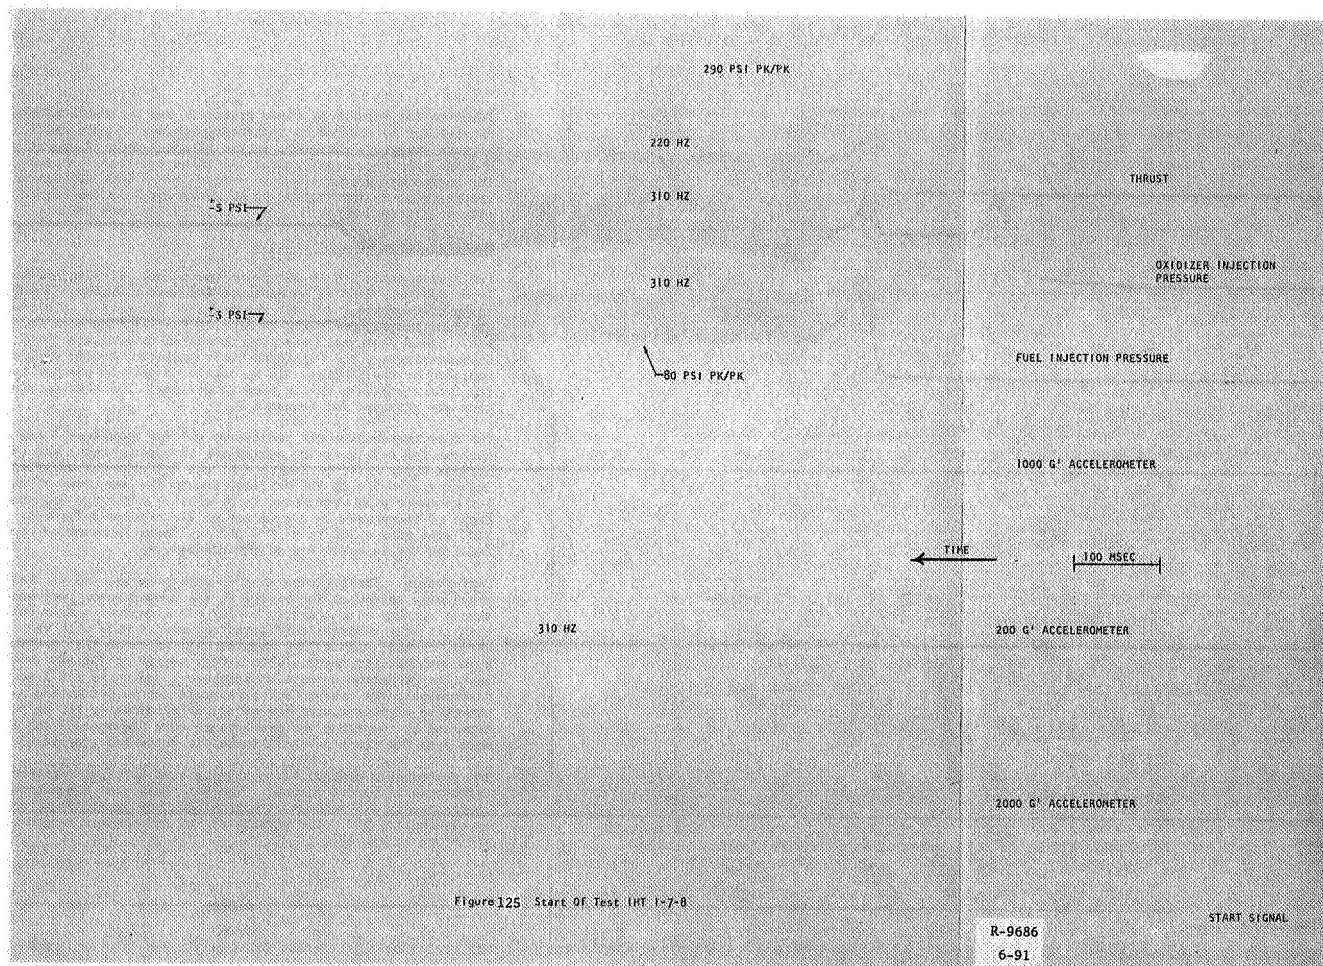 290 PSI PK/PK
220 HZ
THRUST
310 HZ
±5 PSI
OXIDIZER INJECTION
PRESSURE
310 HZ
±3 PSI
FUEL INJECTION PRESSURE
80 PSI PK/PK
1000 G' ACCELEROMETER
TIME
100 MSEC
310 HZ
200 G' ACCELEROMETER
2000 G' ACCELEROMETER
Figure 125 Start Of Test IHT 1-7-8
START SIGNAL
R-9686
6-91